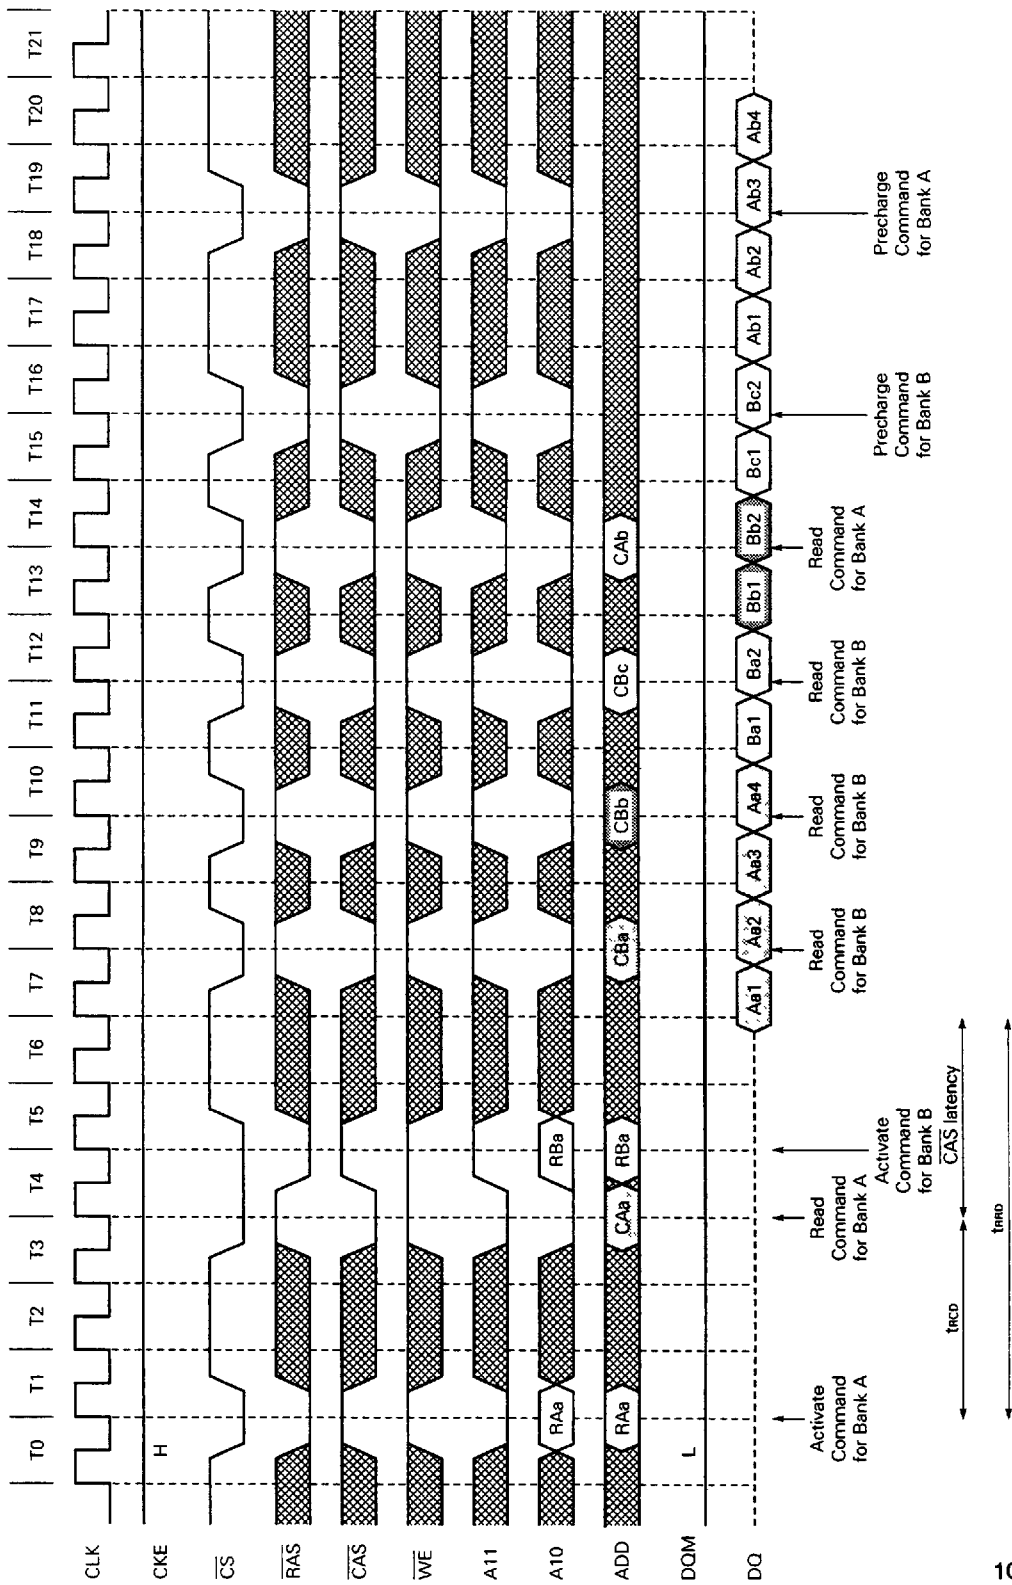 T0 T1 T2 T3 T4 T5 T6 T7 T8 T9 T10 T11 T12 T13 T14 T15 T16 T17 T18 T19 T20 T21
CLK
CKE H
CS
RAS
CAS
WE
A11
A10 RAa RBa
ADD RAa CAa RBa CBa CBb CBc CAb
DQM L
DQ Aa1 Aa2 Aa3 Aa4 Ba1 Ba2 Bb1 Bb2 Bc1 Bc2 Ab1 Ab2 Ab3 Ab4
Activate
Command
for Bank A
Read
Command
for Bank A
Activate
Command
for Bank B
Read
Command
for Bank B
Read
Command
for Bank B
Read
Command
for Bank B
Read
Command
for Bank A
Precharge
Command
for Bank B
Precharge
Command
for Bank A
tRCD
CAS latency
tRRD
10